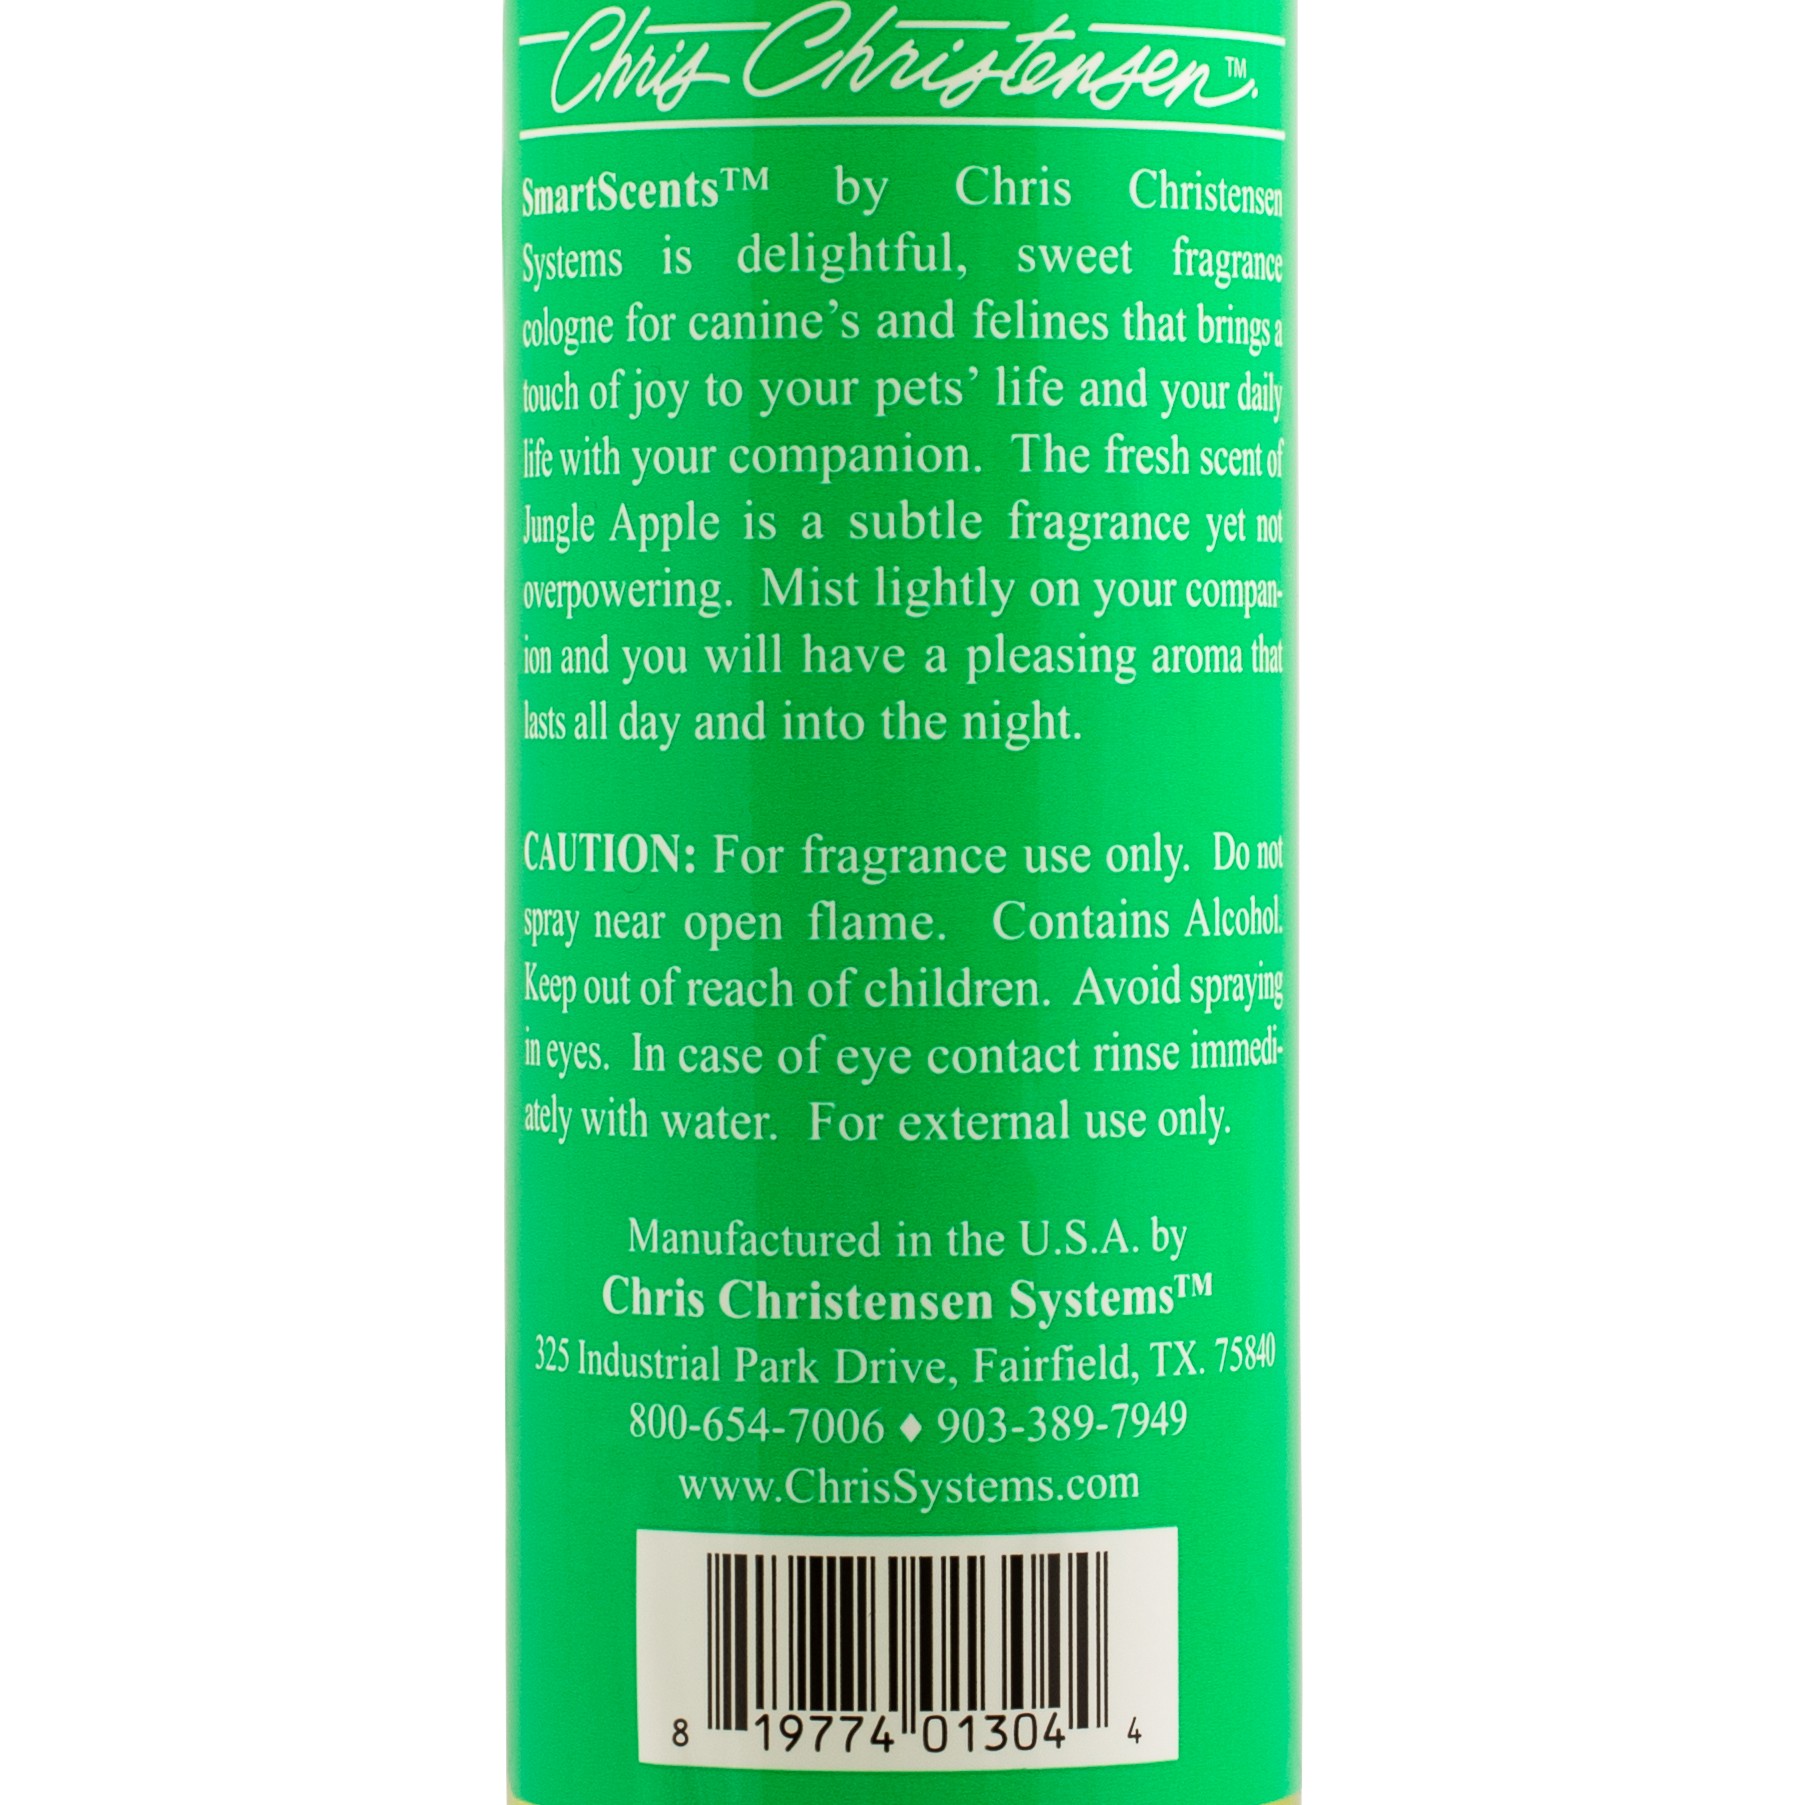 Chris Christensen™.
SmartScents™ by Chris Christensen
Systems is delightful, sweet fragrance
cologne for canine’s and felines that brings a
touch of joy to your pets’ life and your daily
life with your companion. The fresh scent of
Jungle Apple is a subtle fragrance yet not
overpowering. Mist lightly on your compan-
ion and you will have a pleasing aroma that
lasts all day and into the night.
CAUTION: For fragrance use only. Do not
spray near open flame. Contains Alcohol.
Keep out of reach of children. Avoid spraying
in eyes. In case of eye contact rinse immedi-
ately with water. For external use only.
Manufactured in the U.S.A. by
Chris Christensen Systems™
325 Industrial Park Drive, Fairfield, TX. 75840
800-654-7006 ♦ 903-389-7949
www.ChrisSystems.com
8 19774 01304 4